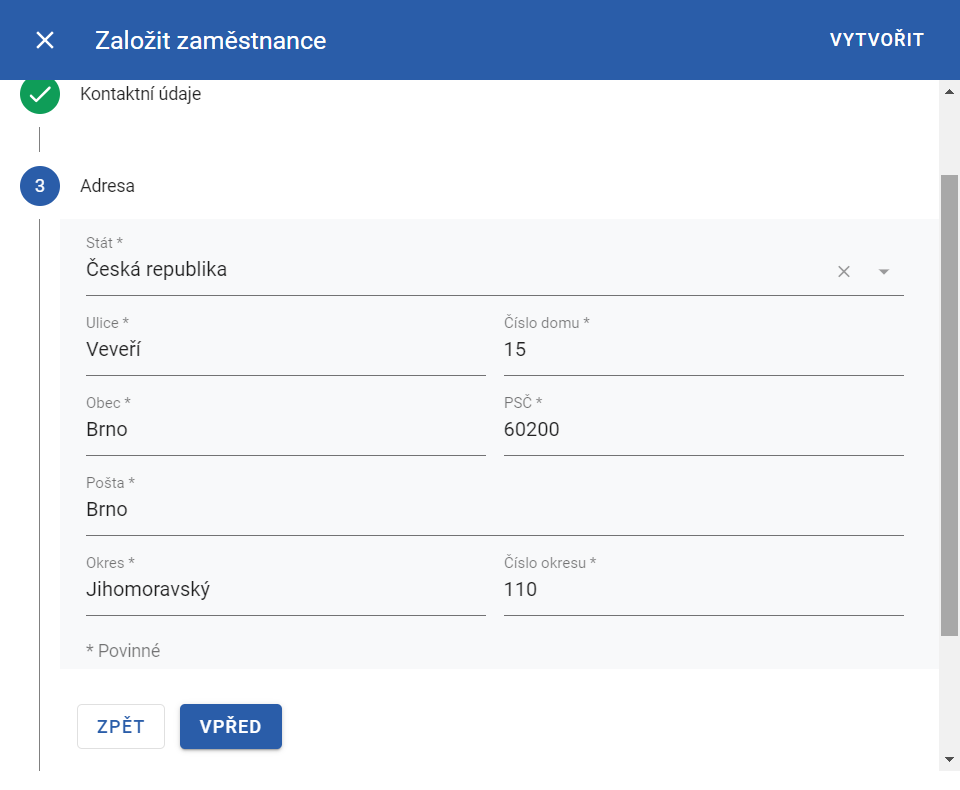 Založit zaměstnance
VYTVOŘIT
Kontaktní údaje
3 Adresa
Stát *
Česká republika
Ulice *
Veveří
Číslo domu *
15
Obec *
Brno
PSČ *
60200
Pošta *
Brno
Okres *
Jihomoravský
Číslo okresu *
110
* Povinné
ZPĚT
VPŘED